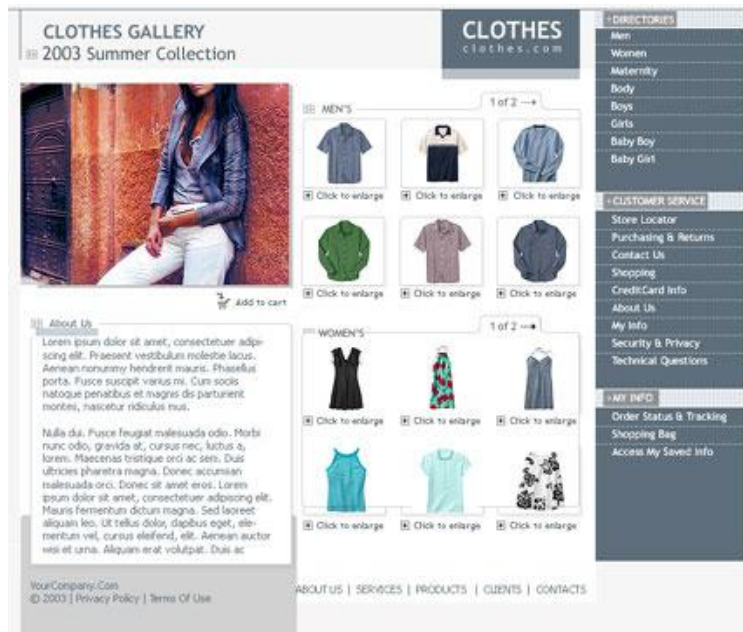 CLOTHES GALLERY
2003 Summer Collection
CLOTHES
clothes.com
DIRECTORIES
Men
Women
Maternity
Body
Boys
Girls
Baby Boy
Baby Girl
CUSTOMER SERVICE
Store Locator
Purchasing & Returns
Contact Us
Shopping
CreditCard Info
About Us
My Info
Security & Privacy
Technical Questions
MY INFO
Order Status & Tracking
Shopping Bag
Access My Saved Info
MEN'S
1 of 2
Click to enlarge Click to enlarge Click to enlarge
Click to enlarge Click to enlarge Click to enlarge
Add to cart
WOMEN'S
1 of 2
Click to enlarge Click to enlarge Click to enlarge
Click to enlarge Click to enlarge Click to enlarge
About Us
Lorem ipsum dolor sit amet, consectetuer adipi-
scing elit. Praesent vestibulum molestie lacus.
Aenean nonummy hendrerit mauris. Phasellus
porta. Fusce suscipit varius mi. Cum sociis
natoque penatibus et magnis dis parturient
montes, nascetur ridiculus mus.
Nulla dui. Fusce feugiat malesuada odio. Morbi
nunc odio, gravida at, cursus nec, luctus a,
lorem. Maecenas tristique orci ac sem. Duis
ultricies pharetra magna. Donec accumsan
malesuada orci. Donec sit amet eros. Lorem
ipsum dolor sit amet, consectetuer adipiscing elit.
Mauris fermentum dictum magna. Sed laoreet
aliquam leo. Ut tellus dolor, dapibus eget, ele-
mentum vel, cursus eleifend, elit. Aenean auctor
wisi et urna. Aliquam erat volutpat. Duis ac
YourCompany.Com
© 2003 | Privacy Policy | Terms Of Use
ABOUT US | SERVICES | PRODUCTS | CLIENTS | CONTACTS